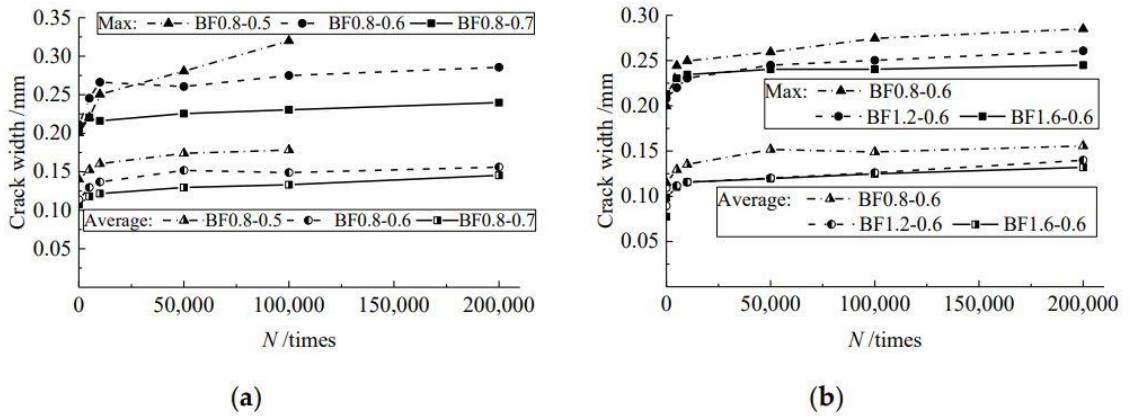 0.35
0.30
0.25
0.20
0.15
0.10
0.05
Crack width /mm
Max: BF0.8-0.5 BF0.8-0.6 BF0.8-0.7
Average: BF0.8-0.5 BF0.8-0.6 BF0.8-0.7
0 50,000 100,000 150,000 200,000
N /times
(a)
0.30
0.25
0.20
0.15
0.10
0.05
Crack width /mm
Max: BF0.8-0.6
BF1.2-0.6 BF1.6-0.6
Average: BF0.8-0.6
BF1.2-0.6 BF1.6-0.6
0 50,000 100,000 150,000 200,000
N /times
(b)